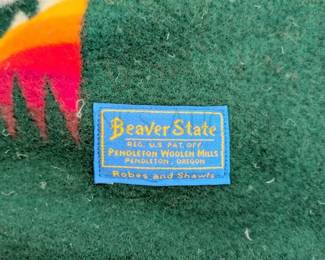 Beaver State
REG. U.S. PAT. OFF.
PENDLETON WOOLEN MILLS
PENDLETON, OREGON
Robes and Shawls